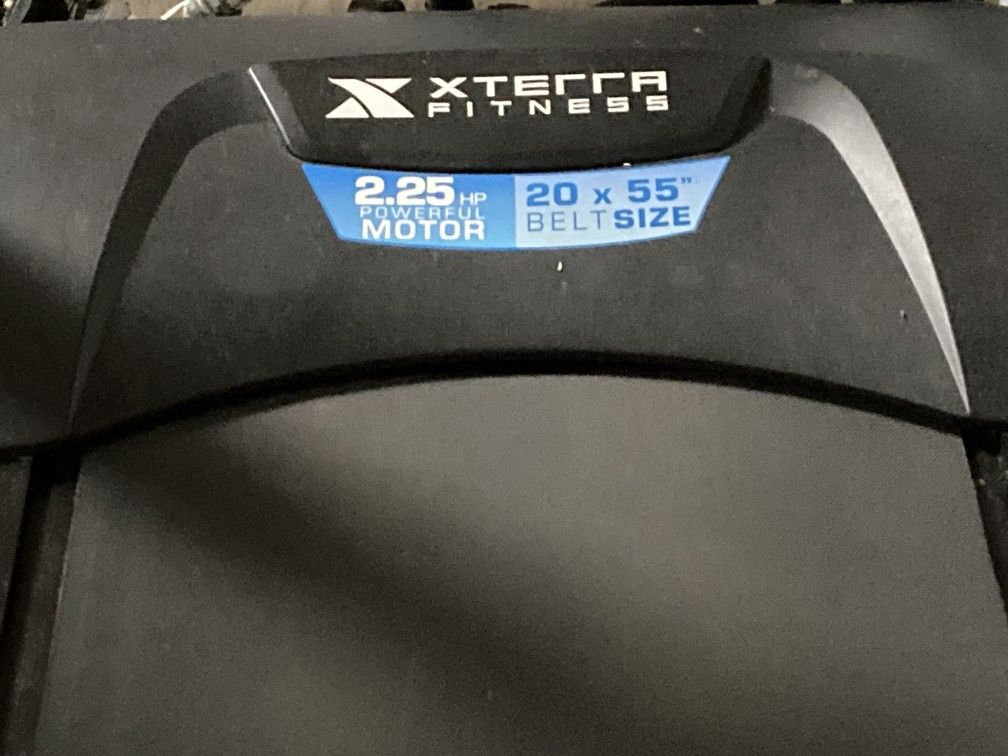 XTERRA
FITNESS
2.25 HP
POWERFUL
MOTOR
20 x 55"
BELT SIZE